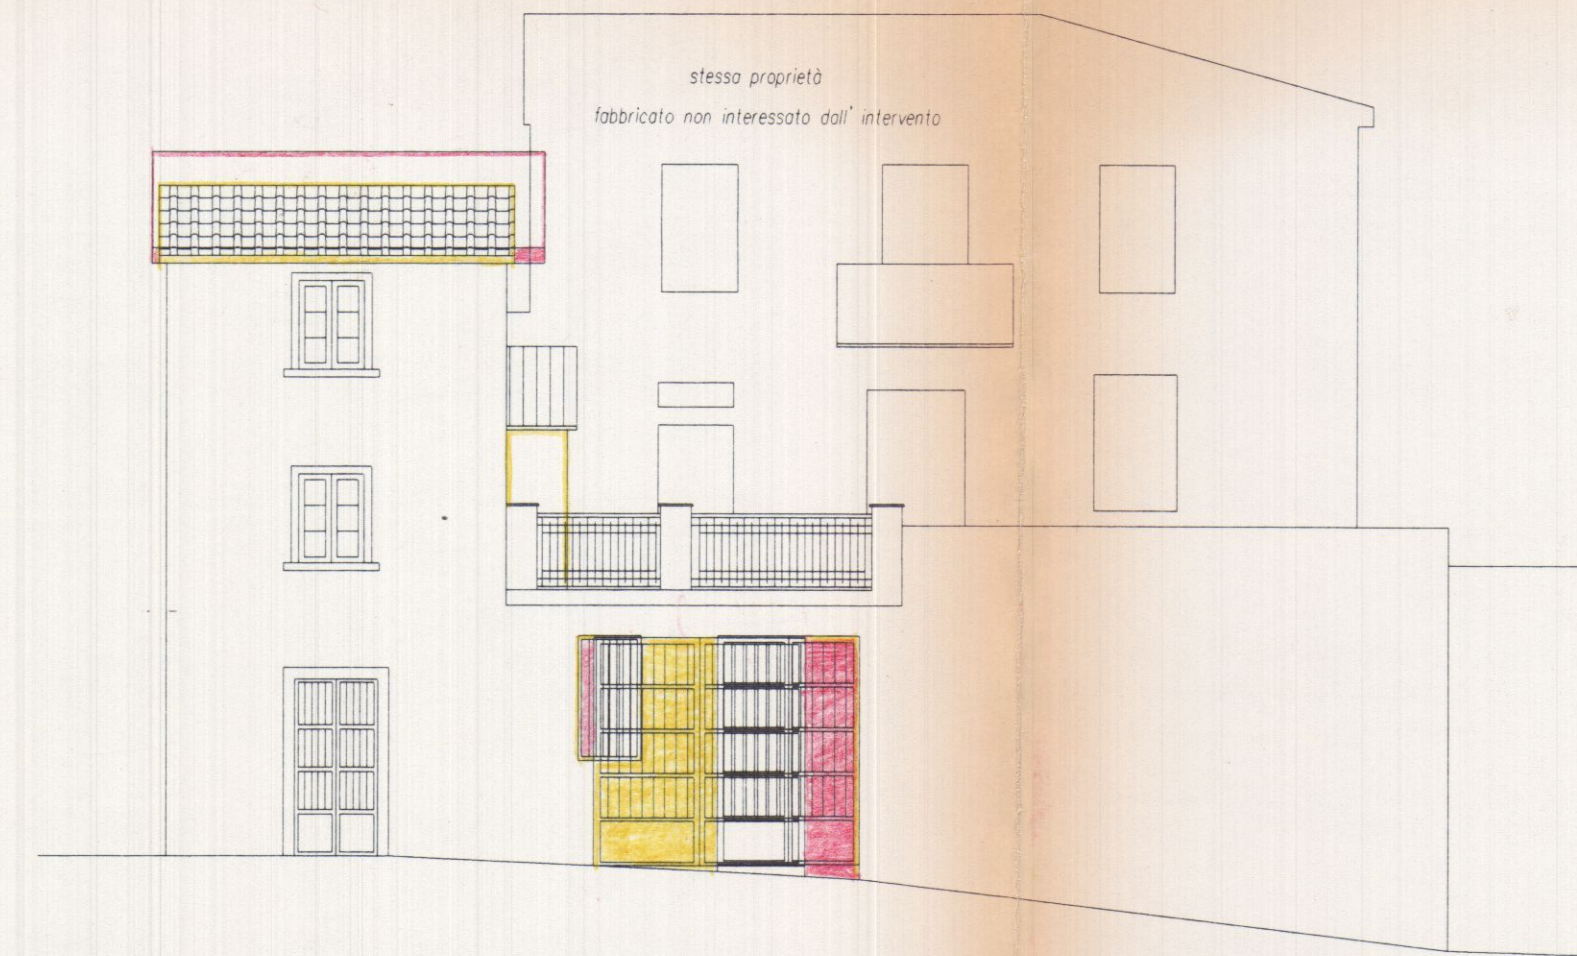 stessa proprietà
fabbricato non interessato dall' intervento